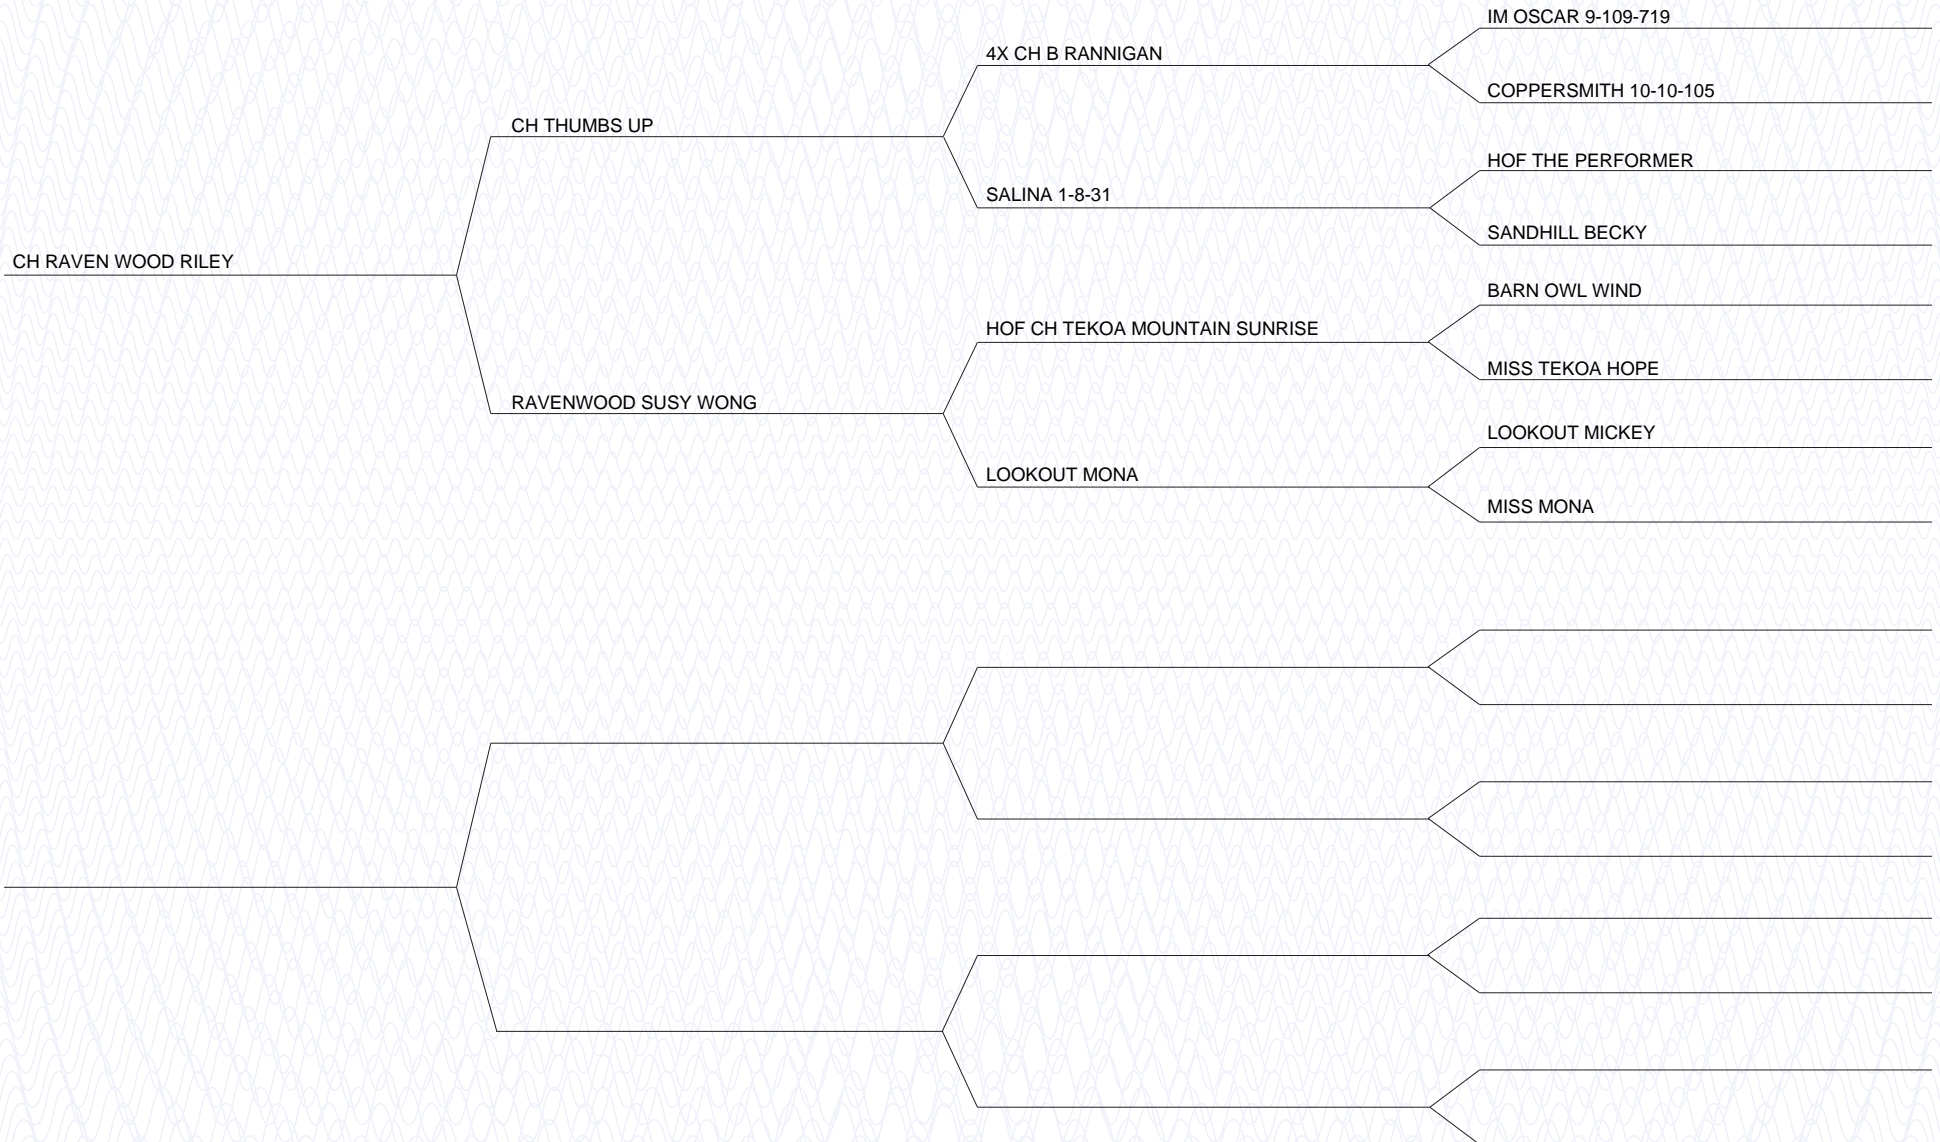 IM OSCAR 9-109-719
4X CH B RANNIGAN
COPPERSMITH 10-10-105
CH THUMBS UP
HOF THE PERFORMER
SALINA 1-8-31
SANDHILL BECKY
CH RAVEN WOOD RILEY
BARN OWL WIND
HOF CH TEKOA MOUNTAIN SUNRISE
MISS TEKOA HOPE
RAVENWOOD SUSY WONG
LOOKOUT MICKEY
LOOKOUT MONA
MISS MONA